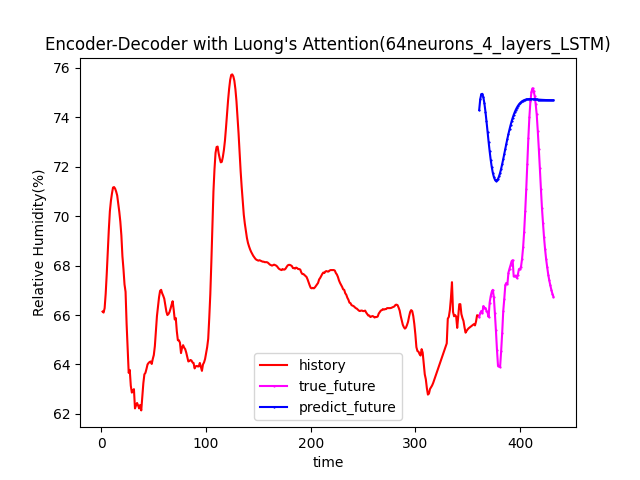 Encoder-Decoder with Luong's Attention(64neurons_4_layers_LSTM)
76
74
72
70
68
66
64
62
Relative Humidity(%)
history
true_future
predict_future
0
100
200
300
400
time